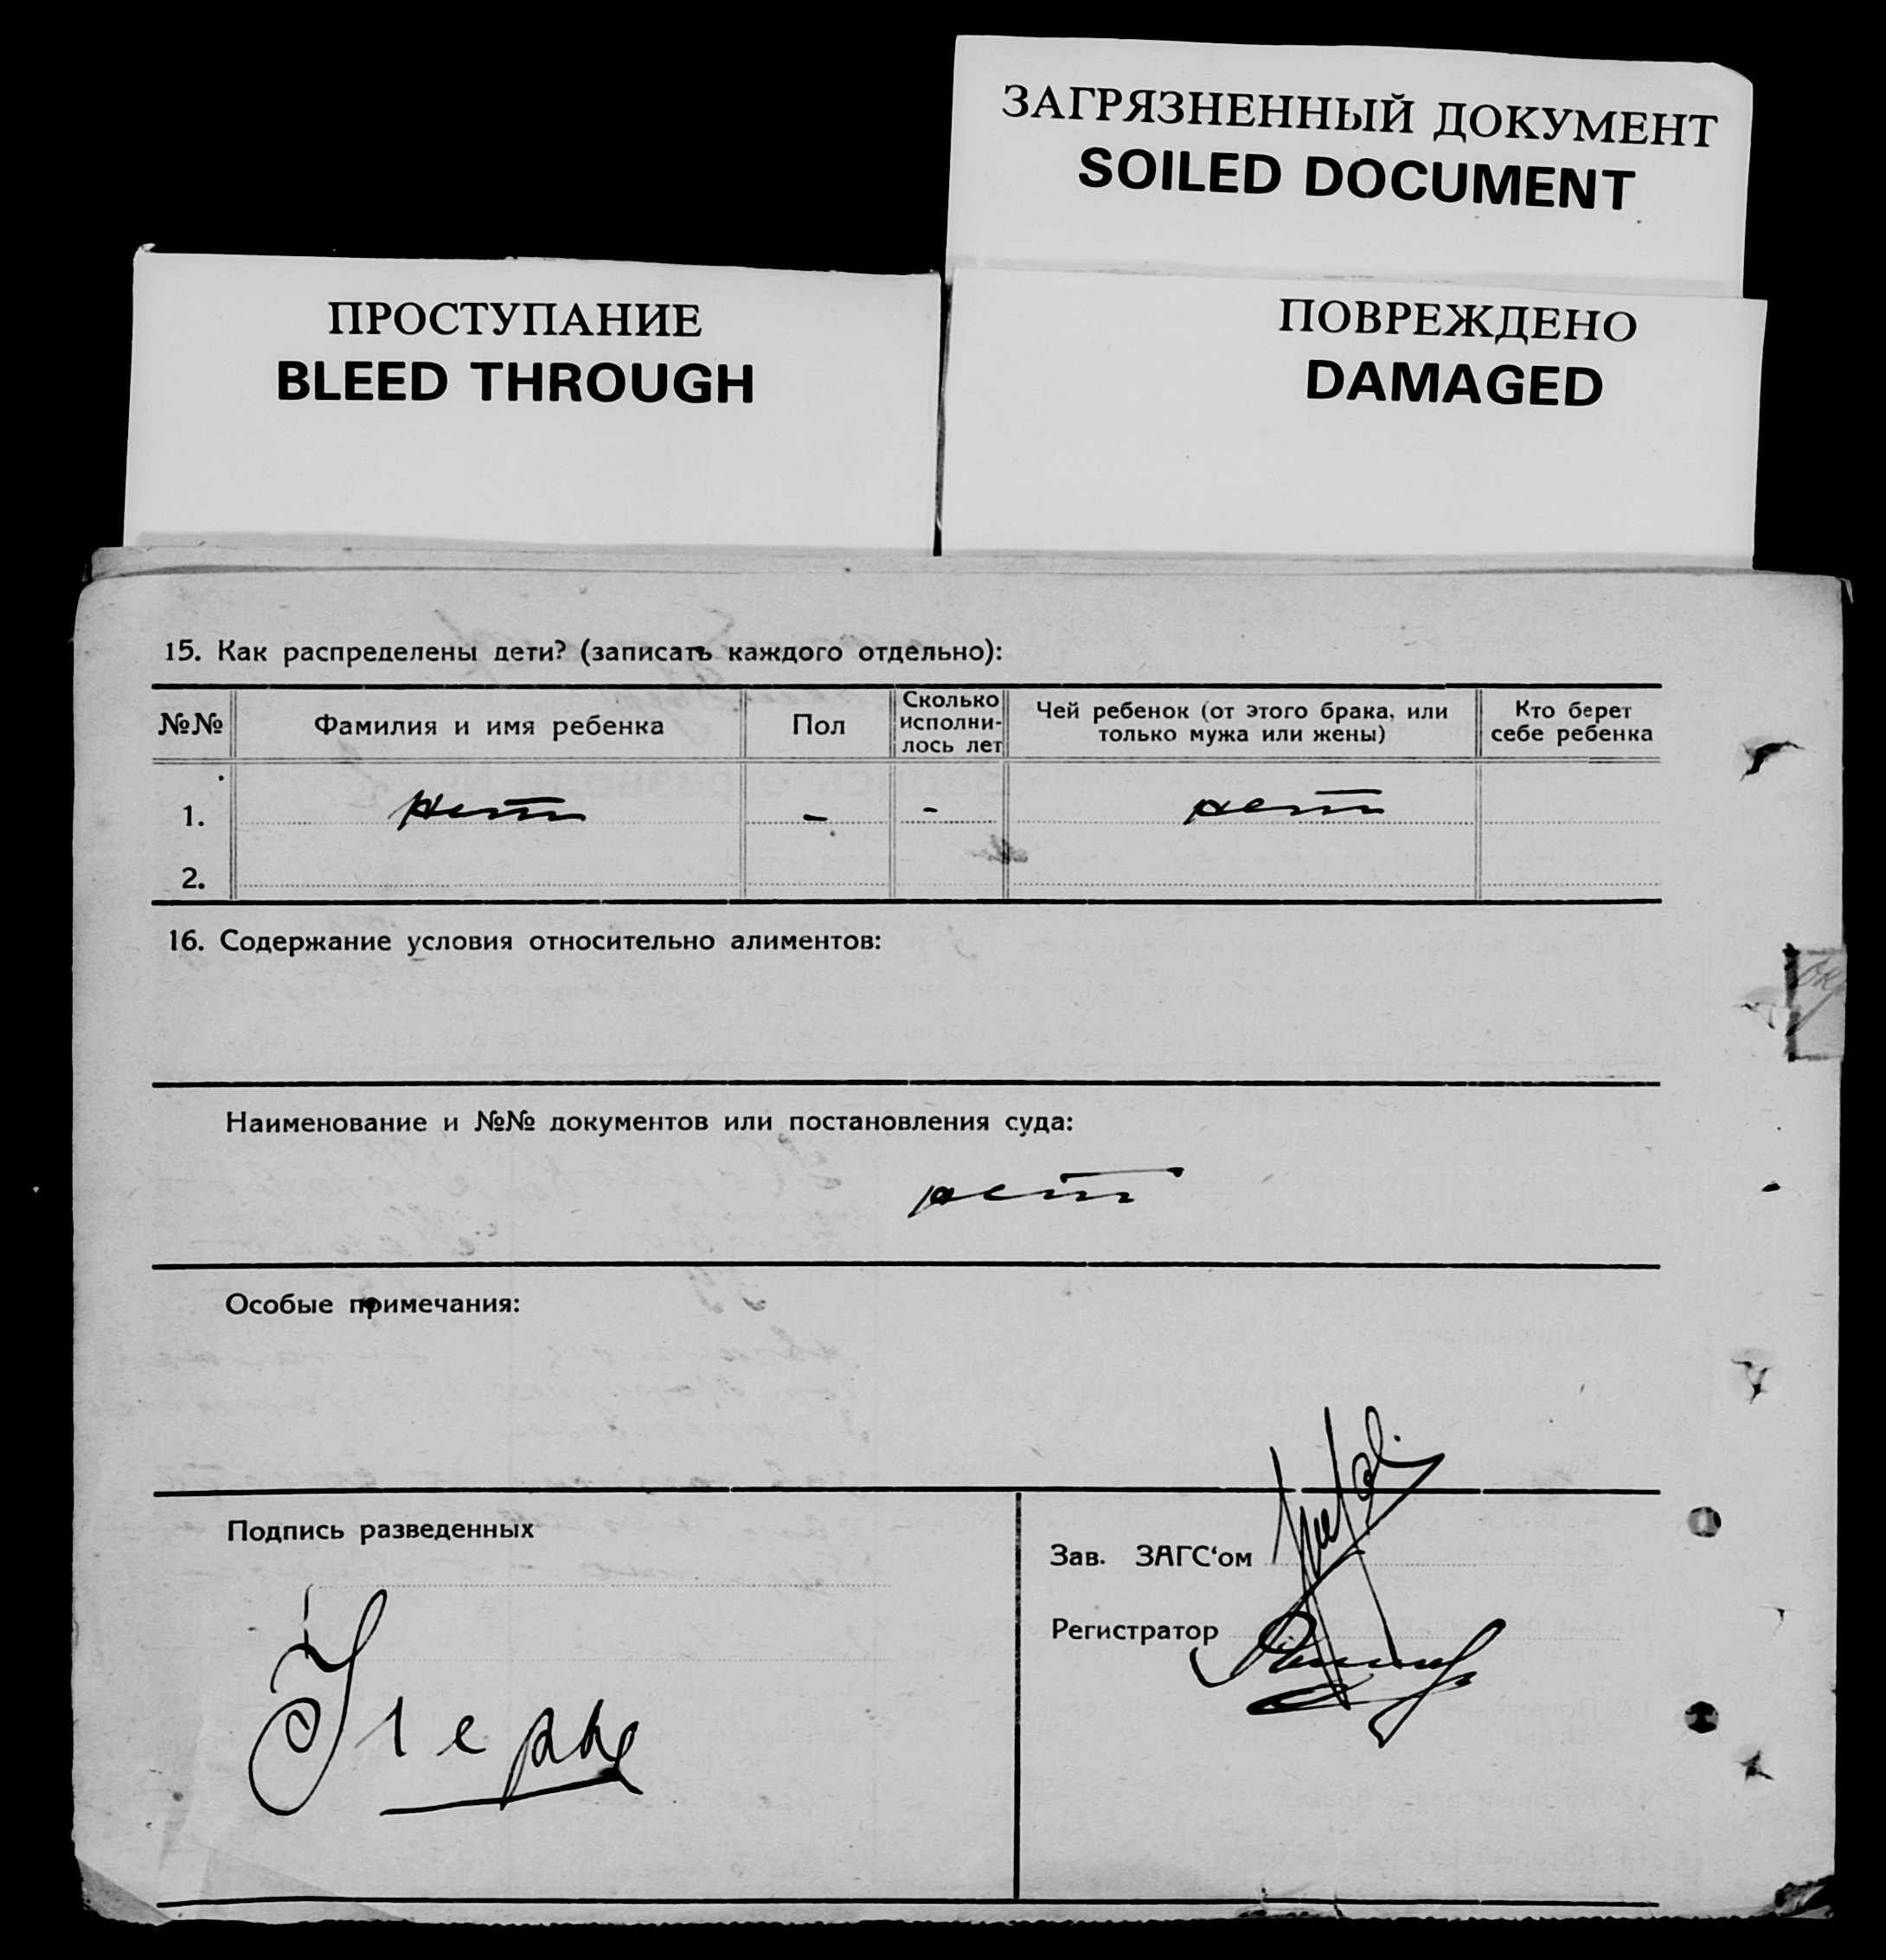 ЗАГРЯЗНЕННЫЙ ДОКУМЕНТ
SOILED DOCUMENT
ПРОСТУПАНИЕ
BLEED THROUGH
ПОВРЕЖДЕНО
DAMAGED
15. Как распределены дети? (записать каждого отдельно):
№№ Фамилия и имя ребенка Пол Сколько исполни-лось лет Чей ребенок (от этого брака, или только мужа или жены) Кто берет себе ребенка
1. нет - - нет
2.
16. Содержание условия относительно алиментов:
Наименование и №№ документов или постановления суда:
нет
Особые примечания:
Подпись разведенных
Зав. ЗАГС'ом
Регистратор